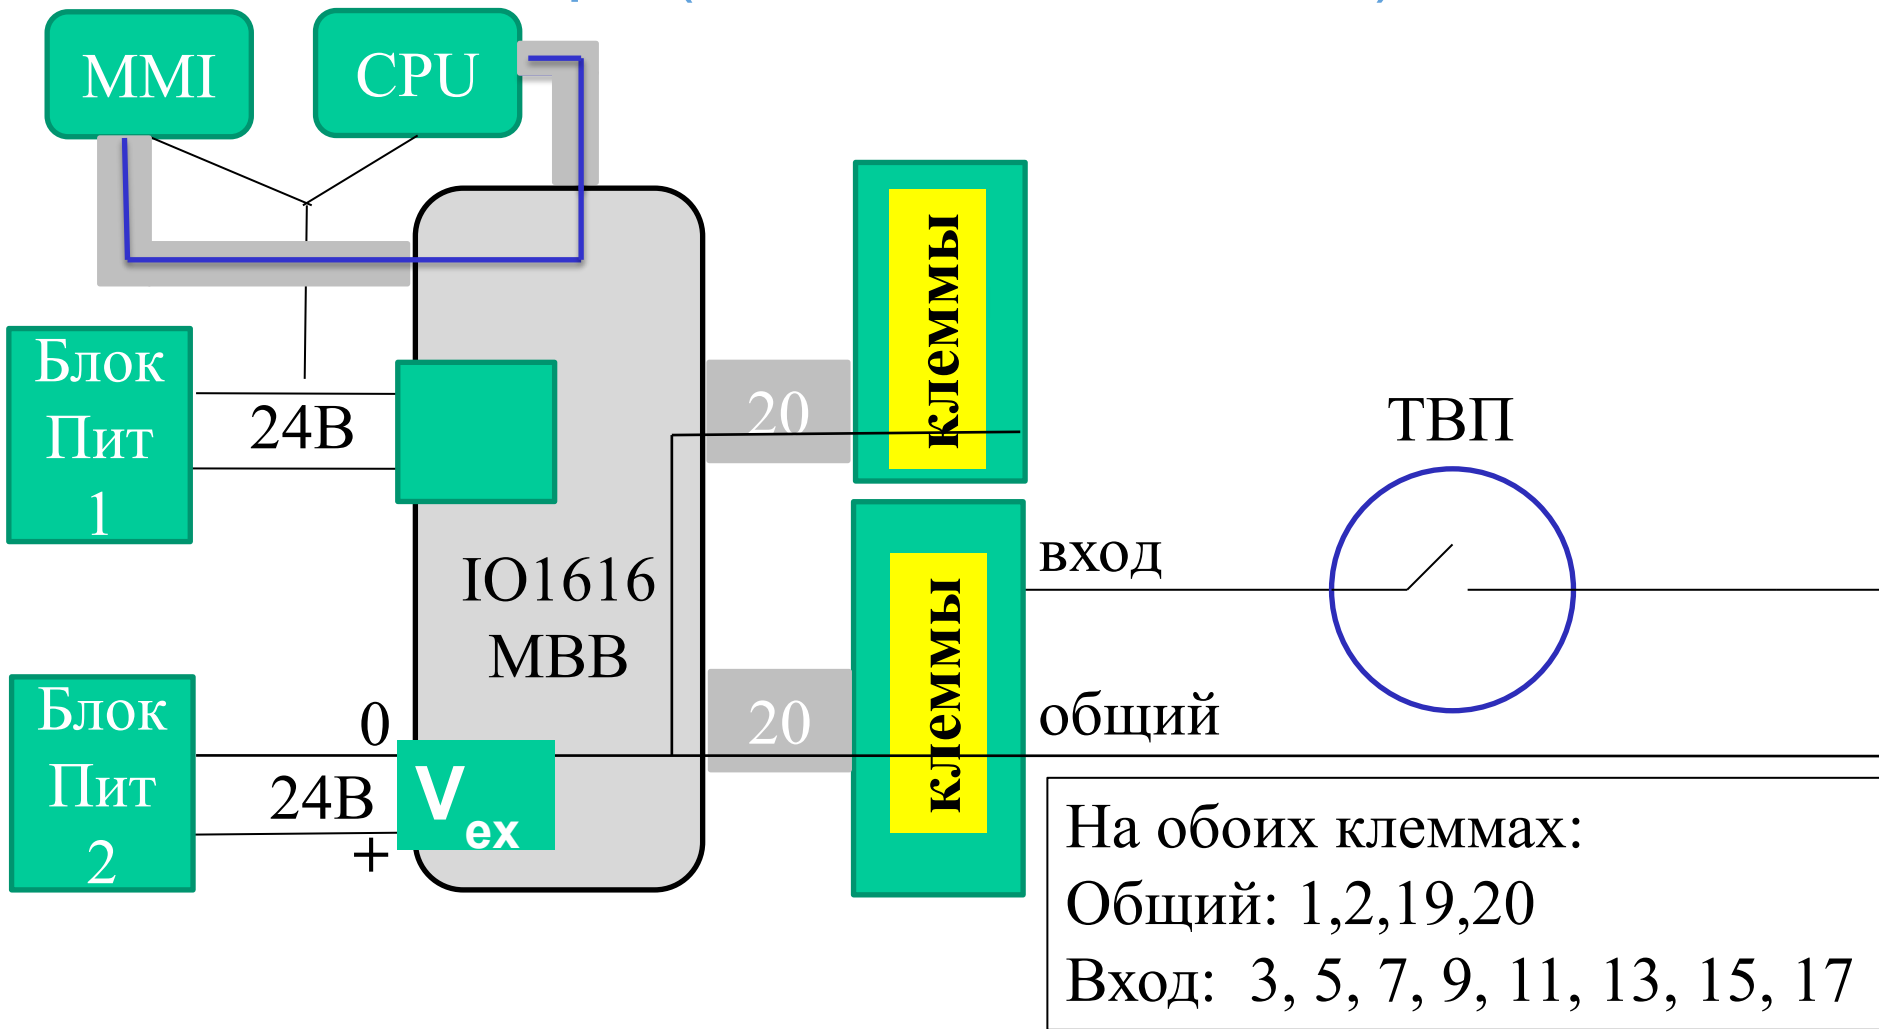 MMI
CPU
клеммы
Блок
Пит
1
24В
20
ТВП
IO1616
МВВ
вход
клеммы
Блок
Пит
2
0
24В
+
V
ex
20
общий
На обоих клеммах:
Общий: 1,2,19,20
Вход: 3, 5, 7, 9, 11, 13, 15, 17